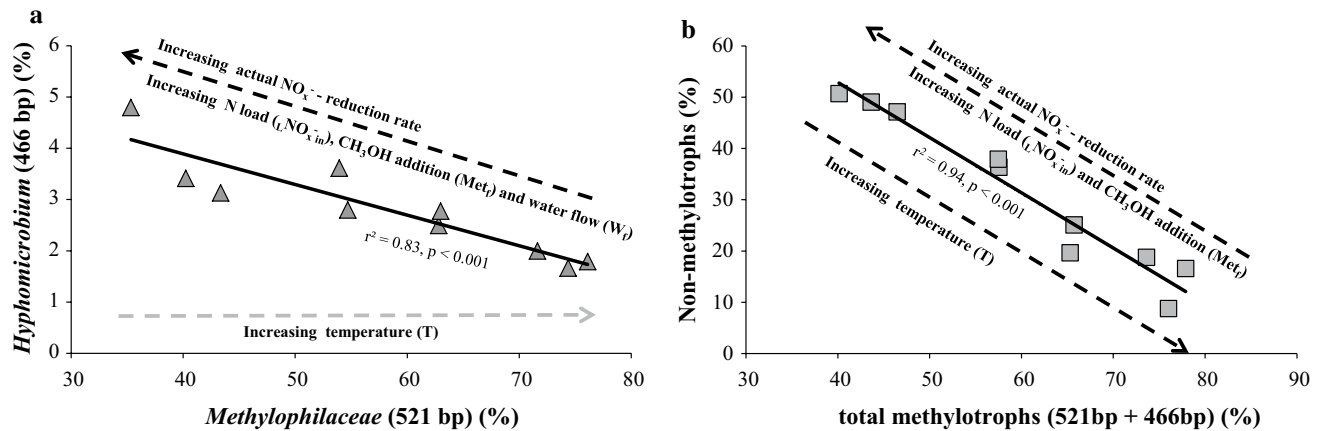 a
Hyphomicrobium (466 bp) (%)
6
5
4
3
2
1
0
Increasing actual NOₓ⁻- reduction rate
Increasing N load (LNOₓ⁻in), CH₃OH addition (Metf) and water flow (Wf)
r² = 0.83, p < 0.001
Increasing temperature (T)
30 40 50 60 70 80
Methylophilaceae (521 bp) (%)
b
Non-methylotrophs (%)
60
50
40
30
20
10
0
Increasing actual NOₓ⁻- reduction rate
Increasing N load (LNOₓ⁻in) and CH₃OH addition (Metf)
r² = 0.94, p < 0.001
Increasing temperature (T)
30 40 50 60 70 80 90
total methylotrophs (521bp + 466bp) (%)